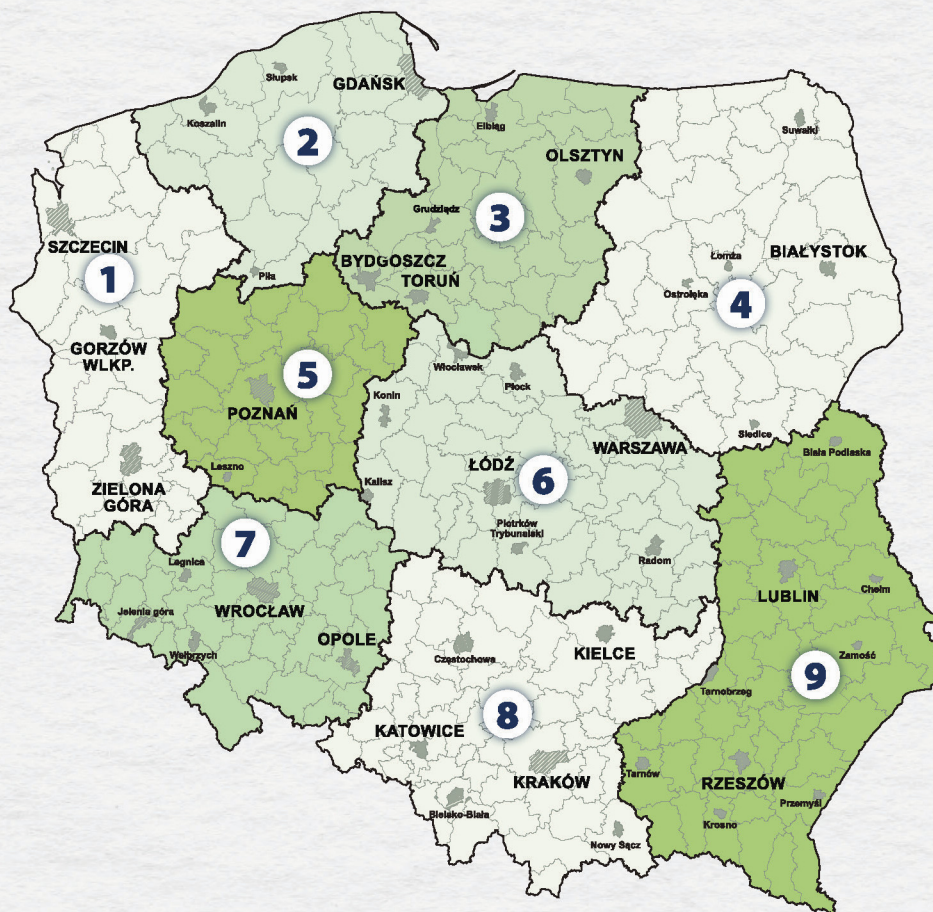 Słupsk
GDAŃSK
Koszalin
2
Elbląg
Suwałki
OLSZTYN
Grudziądz
3
SZCZECIN
BYDGOSZCZ
TORUŃ
Piła
1
Łomża
BIAŁYSTOK
Ostrołęka
4
GORZÓW
WLKP.
5
POZNAŃ
Włocławek
Płock
Konin
WARSZAWA
Siedlce
Biała Podlaska
Leszno
Kalisz
ŁÓDŹ
6
ZIELONA
GÓRA
Piotrków
Trybunalski
Radom
7
Legnica
WROCŁAW
Jelenia góra
Wałbrzych
OPOLE
LUBLIN
Chełm
Zamość
9
Częstochowa
KIELCE
Tarnobrzeg
8
KATOWICE
KRAKÓW
Bielsko-Biała
Nowy Sącz
Tarnów
RZESZÓW
Przemyśl
Krosno